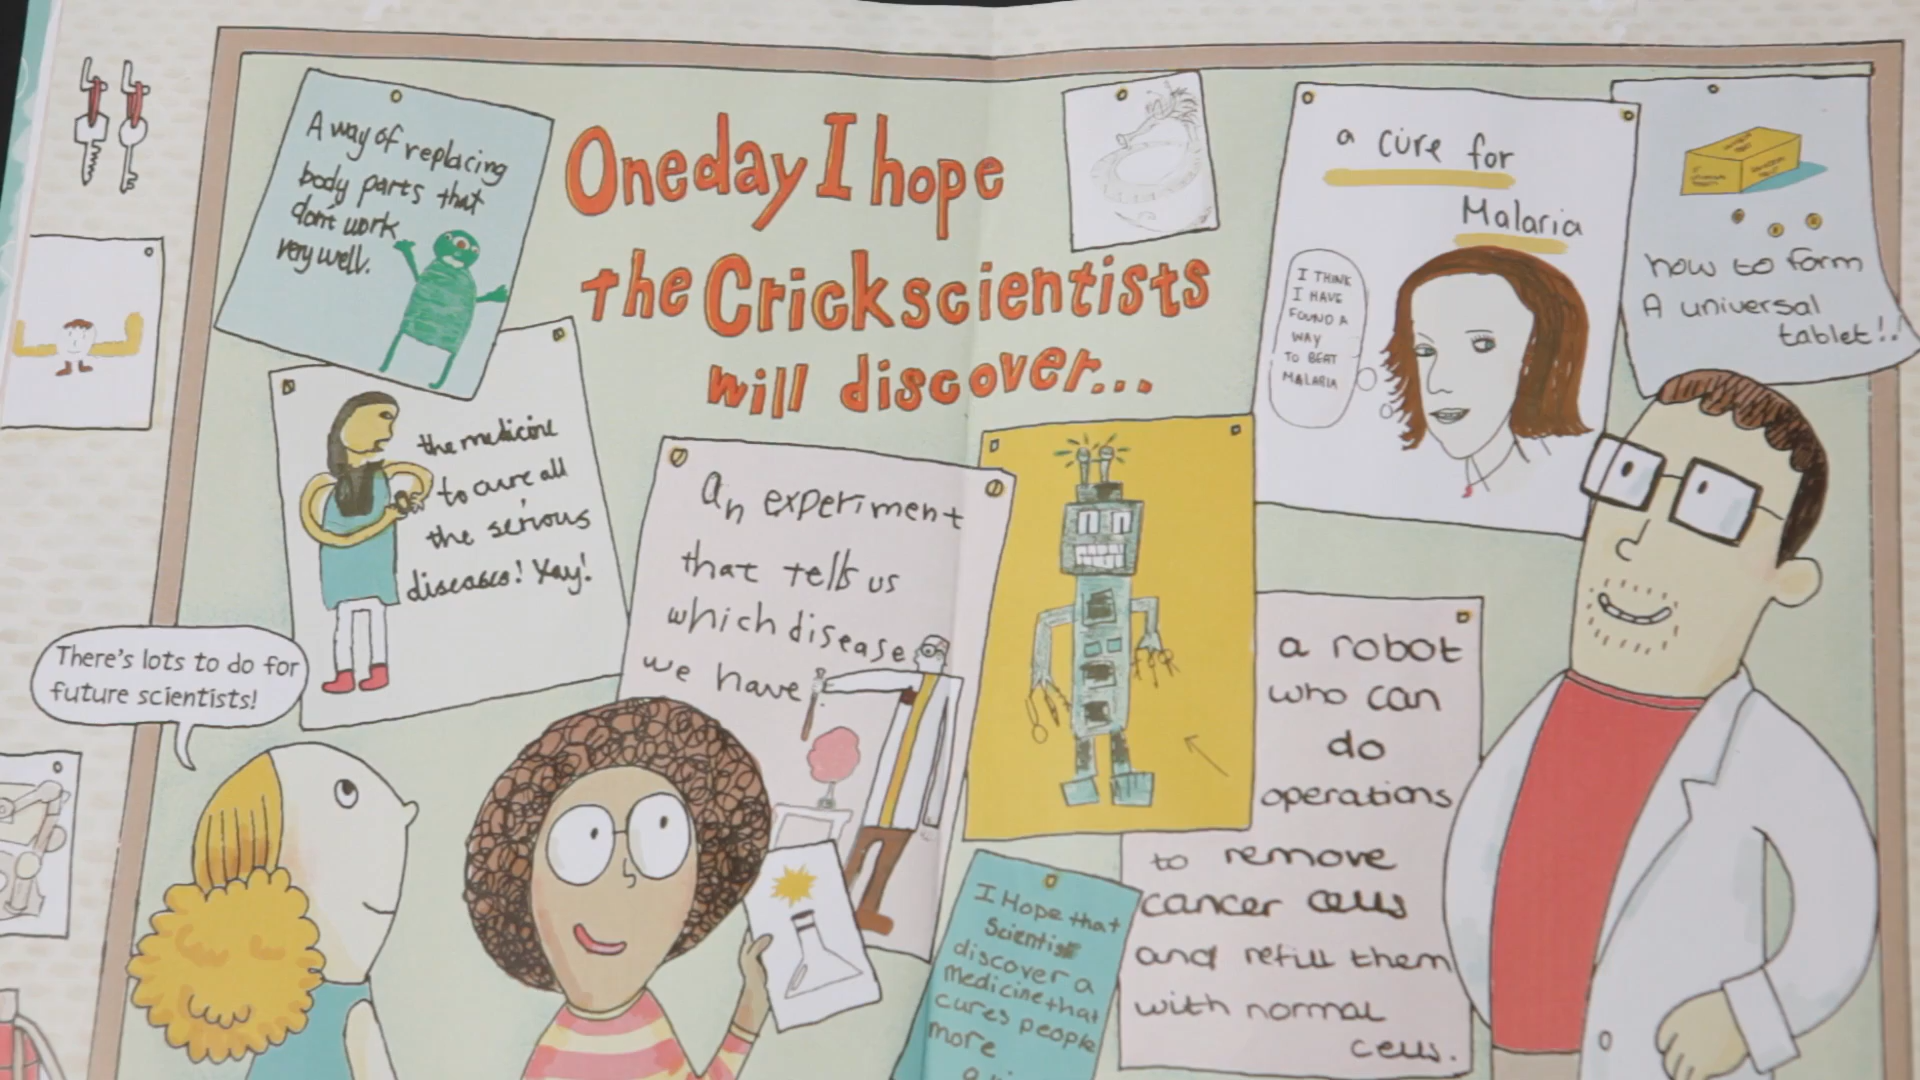 One day I hope
the Crick scientists
will discover...
A way of replacing
body parts that
don't work
very well.
the medicine
to cure all
the serious
diseases! Yay!
an experiment
that tells us
which disease
we have.
a cure for
Malaria
I THINK
I HAVE
FOUND A
WAY
TO BEAT
MALARIA
how to form
A universal
tablet!!
a robot
who can
do
operations
to remove
cancer cells
and refill them
with normal
cells.
I Hope that
Scientists
discover a
medicine that
cures people
more
There's lots to do for
future scientists!